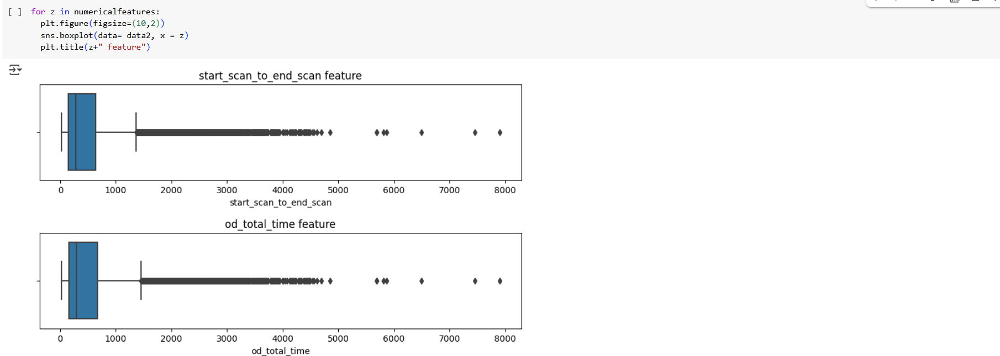 [ ] for z in numericalfeatures:
plt.figure(figsize=(10,2))
sns.boxplot(data= data2, x = z)
plt.title(z+" feature")
start_scan_to_end_scan feature
0 1000 2000 3000 4000 5000 6000 7000 8000
start_scan_to_end_scan
od_total_time feature
0 1000 2000 3000 4000 5000 6000 7000 8000
od_total_time